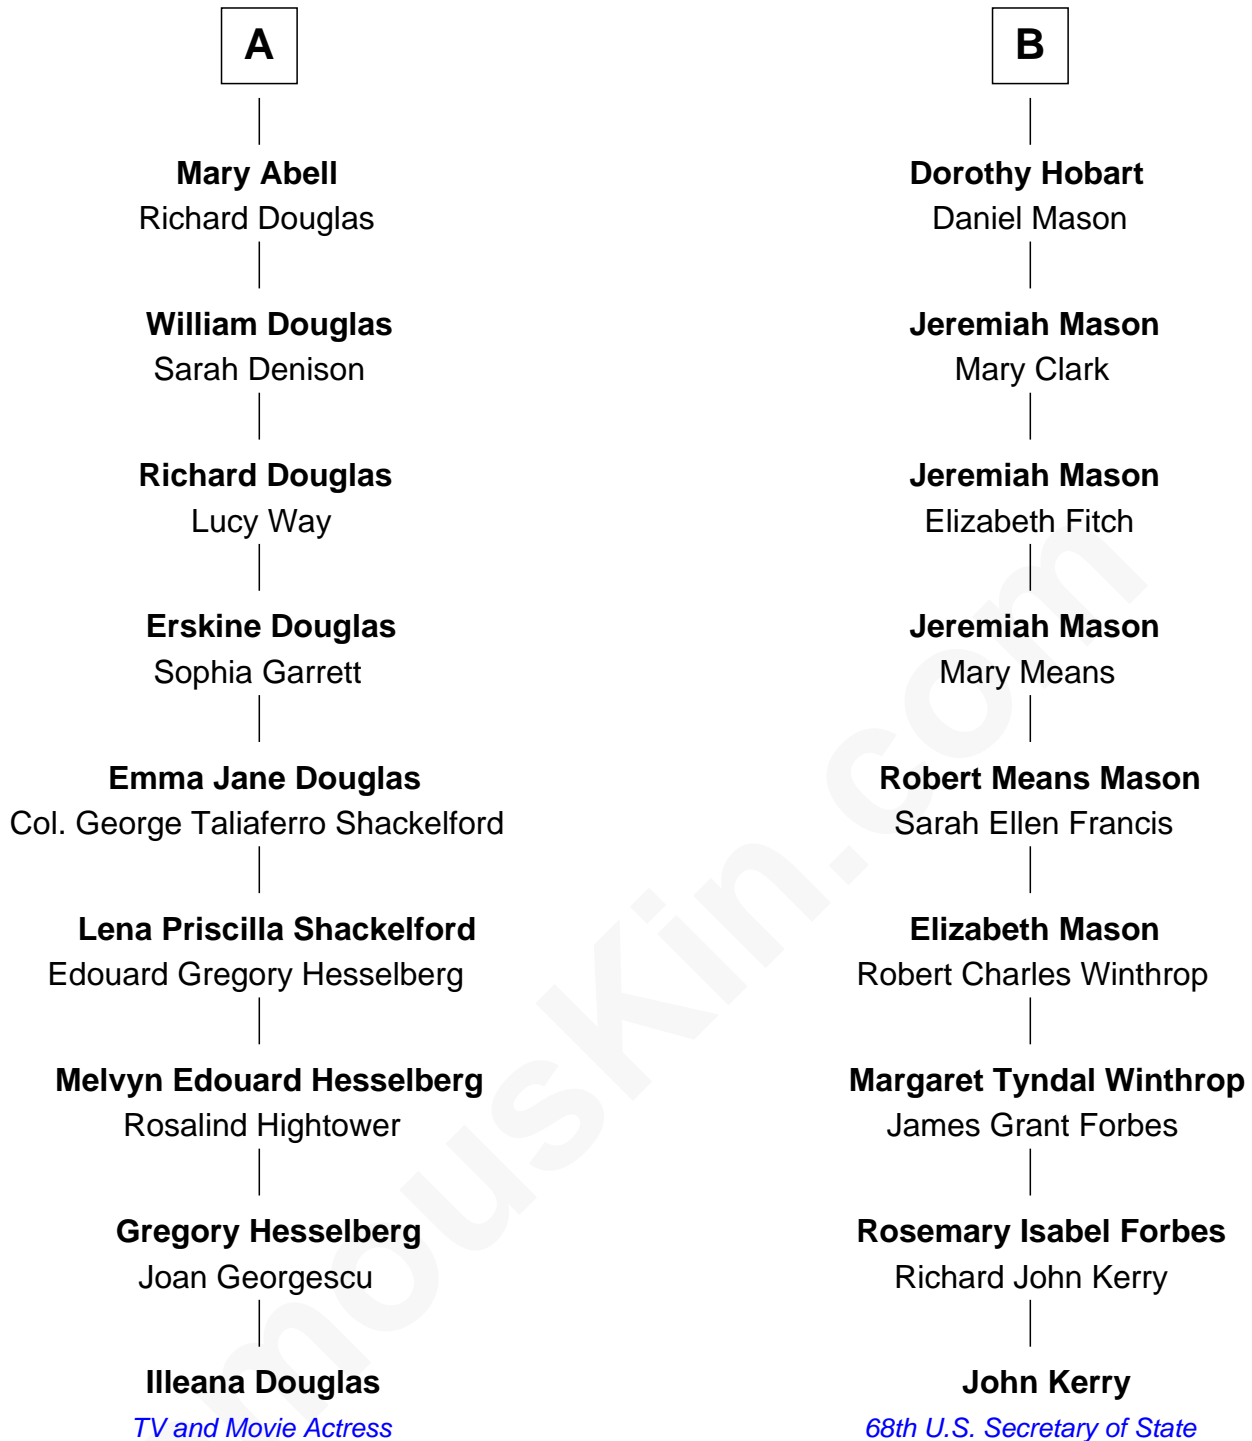 A
Mary Abell
Richard Douglas
William Douglas
Sarah Denison
Richard Douglas
Lucy Way
Erskine Douglas
Sophia Garrett
Emma Jane Douglas
Col. George Taliaferro Shackelford
Lena Priscilla Shackelford
Edouard Gregory Hesselberg
Melvyn Edouard Hesselberg
Rosalind Hightower
Gregory Hesselberg
Joan Georgescu
Illeana Douglas
TV and Movie Actress
B
Dorothy Hobart
Daniel Mason
Jeremiah Mason
Mary Clark
Jeremiah Mason
Elizabeth Fitch
Jeremiah Mason
Mary Means
Robert Means Mason
Sarah Ellen Francis
Elizabeth Mason
Robert Charles Winthrop
Margaret Tyndal Winthrop
James Grant Forbes
Rosemary Isabel Forbes
Richard John Kerry
John Kerry
68th U.S. Secretary of State
mousKin.com